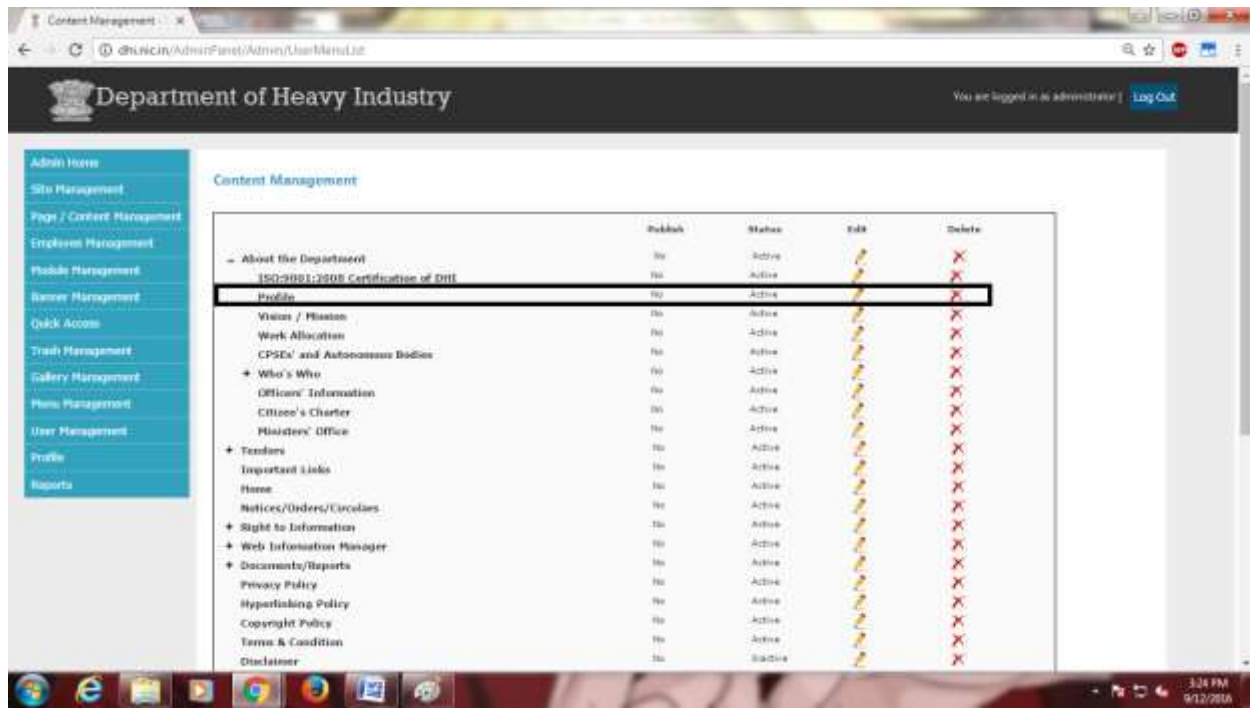 Content Management
dhi.nic.in/AdminPanel/Admin/UserMenuList
Department of Heavy Industry
You are logged in as administrator | Log Out
Admin Home
Site Management
Page / Content Management
Employee Management
Module Management
Banner Management
Quick Access
Trash Management
Gallery Management
Menu Management
User Management
Profile
Reports
Content Management
Publish Status Edit Delete
- About the Department No Active
ISO:9001:2008 Certification of DHI No Active
Profile No Active
Vision / Mission No Active
Work Allocation No Active
CPSEs' and Autonomous Bodies No Active
+ Who's Who No Active
Officers' Information No Active
Citizen's Charter No Active
Ministers' Office No Active
+ Tenders No Active
Important Links No Active
Home No Active
Notices/Orders/Circulars No Active
+ Right to Information No Active
+ Web Information Manager No Active
+ Documents/Reports No Active
Privacy Policy No Active
Hyperlinking Policy No Active
Copyright Policy No Active
Terms & Condition No Active
Disclaimer No Inactive
3:24 PM
9/12/2016